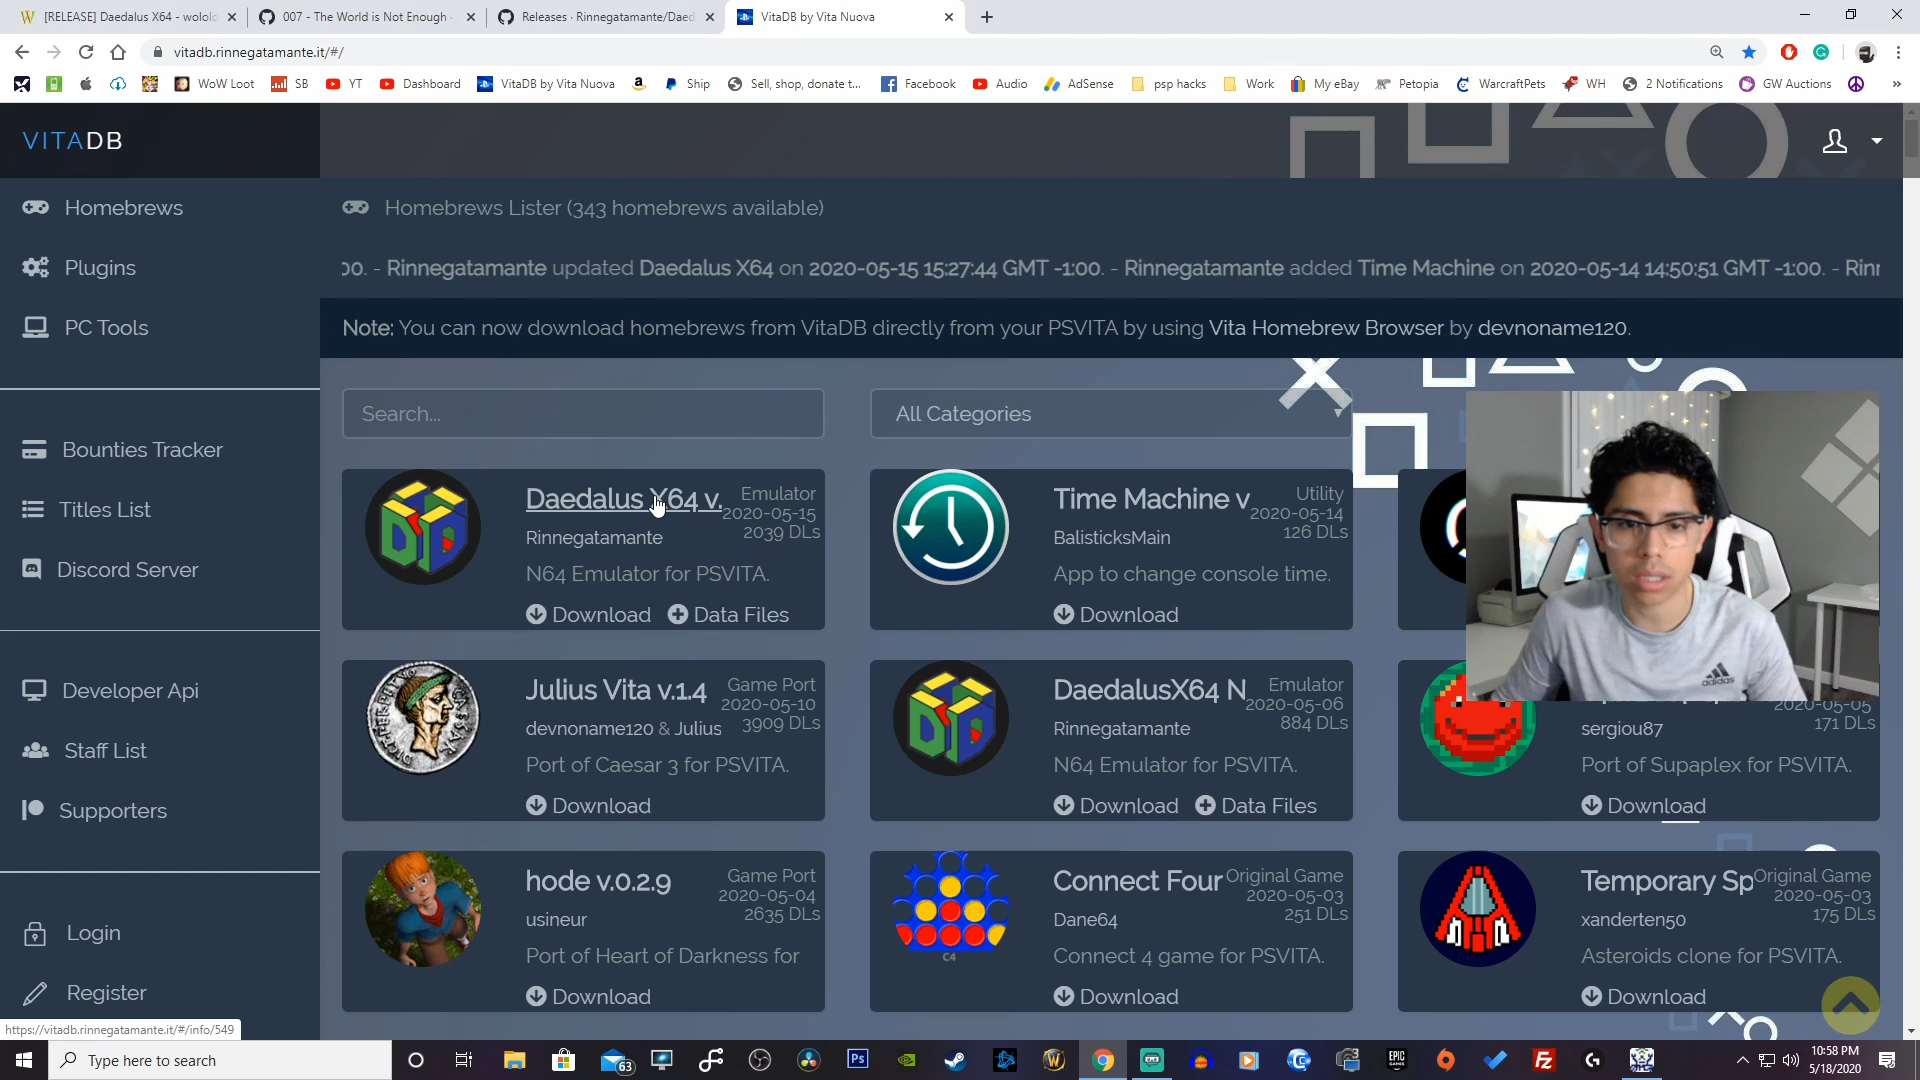 [RELEASE] Daedalus X64 - wololo
007 - The World is Not Enough
Releases · Rinnegatamante/Daed
VitaDB by Vita Nuova
vitadb.rinnegatamante.it/#/
WoW Loot
SB
YT
Dashboard
VitaDB by Vita Nuova
Ship
Sell, shop, donate t...
Facebook
Audio
AdSense
psp hacks
Work
My eBay
Petopia
WarcraftPets
WH
2 Notifications
GW Auctions
»
VITADB
Homebrews
Plugins
PC Tools
Bounties Tracker
Titles List
Discord Server
Developer Api
Staff List
Supporters
Login
Register
https://vitadb.rinnegatamante.it/#/info/549
Homebrews Lister (343 homebrews available)
00. - Rinnegatamante updated Daedalus X64 on 2020-05-15 15:27:44 GMT -1:00. - Rinnegatamante added Time Machine on 2020-05-14 14:50:51 GMT -1:00. - Rinn
Note: You can now download homebrews from VitaDB directly from your PSVITA by using Vita Homebrew Browser by devnoname120.
Search...
All Categories
Daedalus X64 v.
Emulator
2020-05-15
2039 DLs
Rinnegatamante
N64 Emulator for PSVITA.
Download
Data Files
Time Machine v
Utility
2020-05-14
126 DLs
BalisticksMain
App to change console time.
Download
Julius Vita v.1.4
Game Port
2020-05-10
3909 DLs
devnoname120 & Julius
Port of Caesar 3 for PSVITA.
Download
DaedalusX64 N
Emulator
2020-05-06
884 DLs
Rinnegatamante
N64 Emulator for PSVITA.
Download
Data Files
2020-05-05
171 DLs
sergiou87
Port of Supaplex for PSVITA.
Download
hode v.0.2.9
Game Port
2020-05-04
2635 DLs
usineur
Port of Heart of Darkness for
Download
C4
Connect Four
Original Game
2020-05-03
251 DLs
Dane64
Connect 4 game for PSVITA.
Download
Temporary Sp
Original Game
2020-05-03
175 DLs
xanderten50
Asteroids clone for PSVITA.
Download
adidas
Type here to search
63
Ps
EPIC GAMES
Fz
10:58 PM
5/18/2020